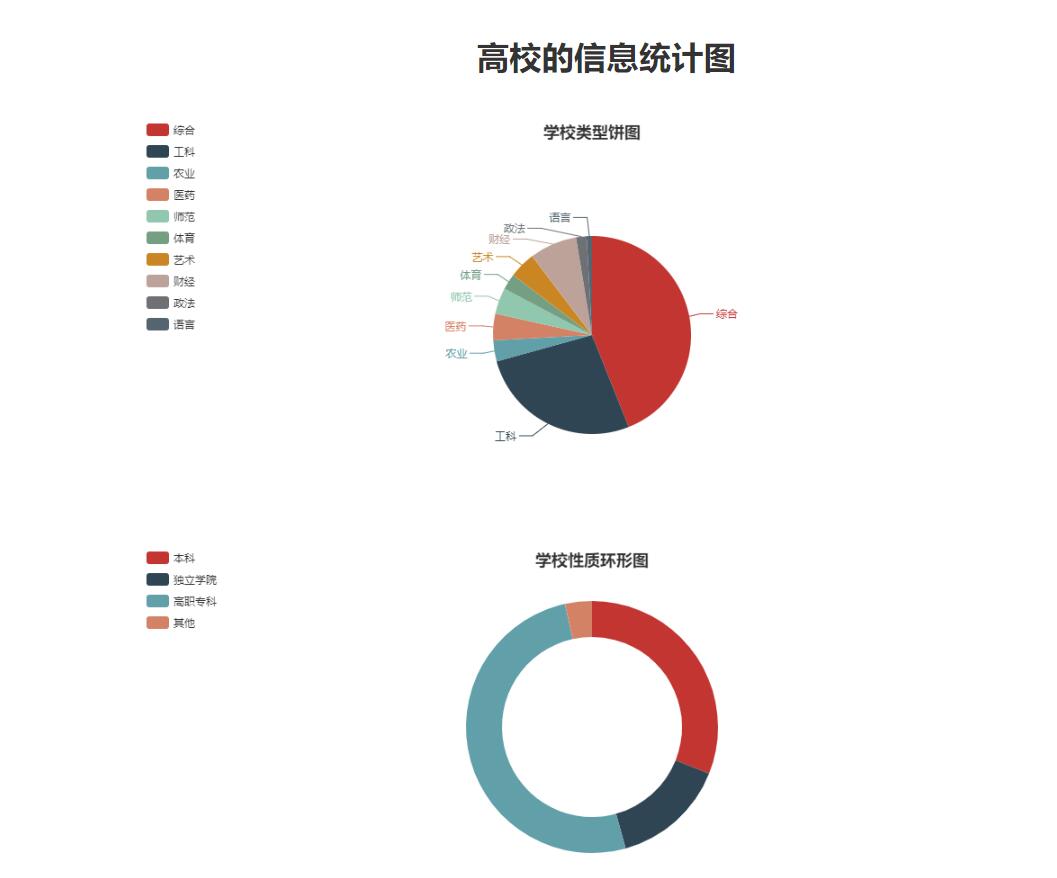 高校的信息统计图
学校类型饼图
综合
工科
农业
医药
师范
体育
艺术
财经
政法
语言
语言
政法
财经
艺术
体育
师范
医药
农业
工科
综合
学校性质环形图
本科
独立学院
高职专科
其他